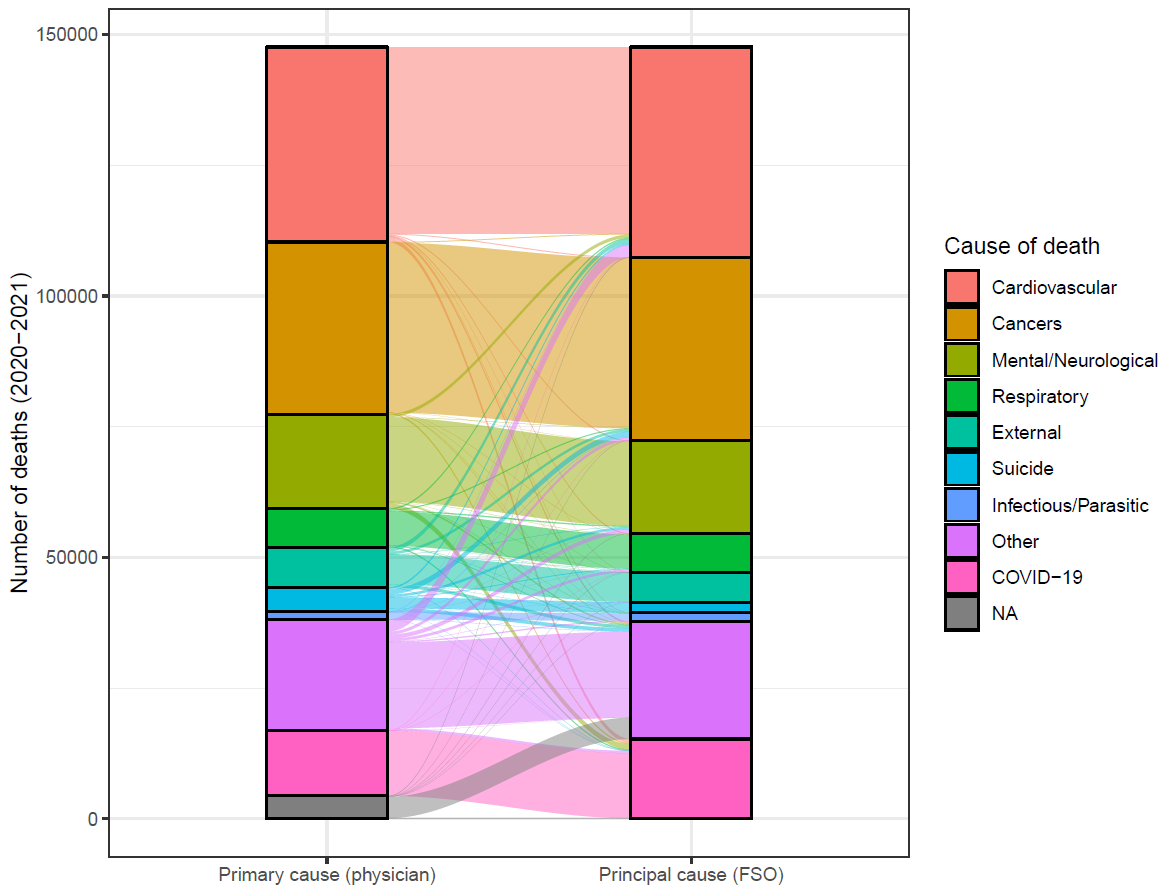 150000
100000
50000
0
Number of deaths (2020−2021)
Primary cause (physician)
Principal cause (FSO)
Cause of death
Cardiovascular
Cancers
Mental/Neurological
Respiratory
External
Suicide
Infectious/Parasitic
Other
COVID−19
NA